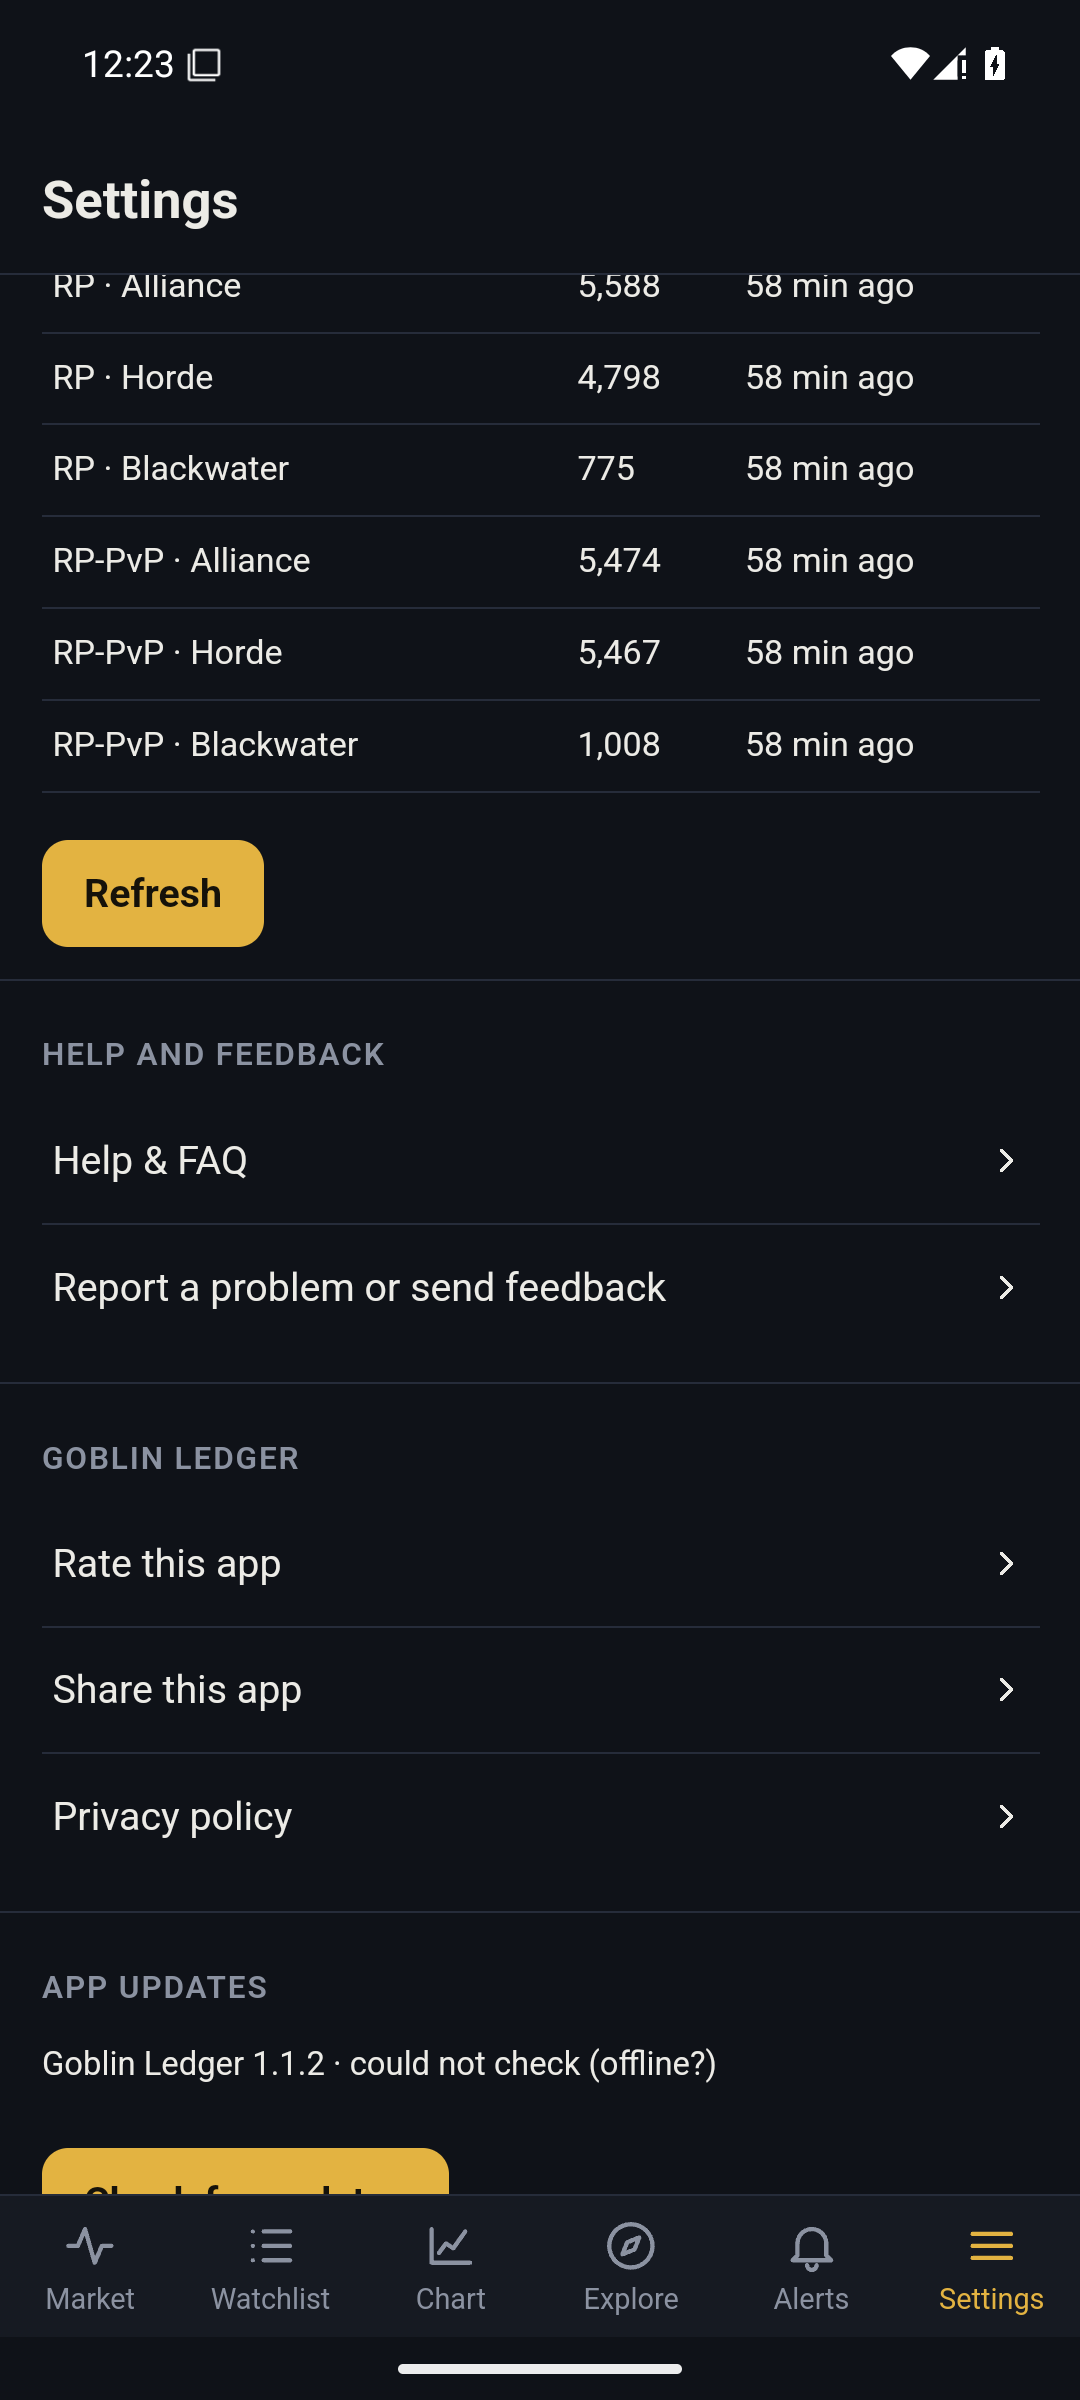 12:23
Settings
RP · Alliance 5,588 58 min ago
RP · Horde 4,798 58 min ago
RP · Blackwater 775 58 min ago
RP-PvP · Alliance 5,474 58 min ago
RP-PvP · Horde 5,467 58 min ago
RP-PvP · Blackwater 1,008 58 min ago
Refresh
HELP AND FEEDBACK
Help & FAQ
Report a problem or send feedback
GOBLIN LEDGER
Rate this app
Share this app
Privacy policy
APP UPDATES
Goblin Ledger 1.1.2 · could not check (offline?)
Market Watchlist Chart Explore Alerts Settings